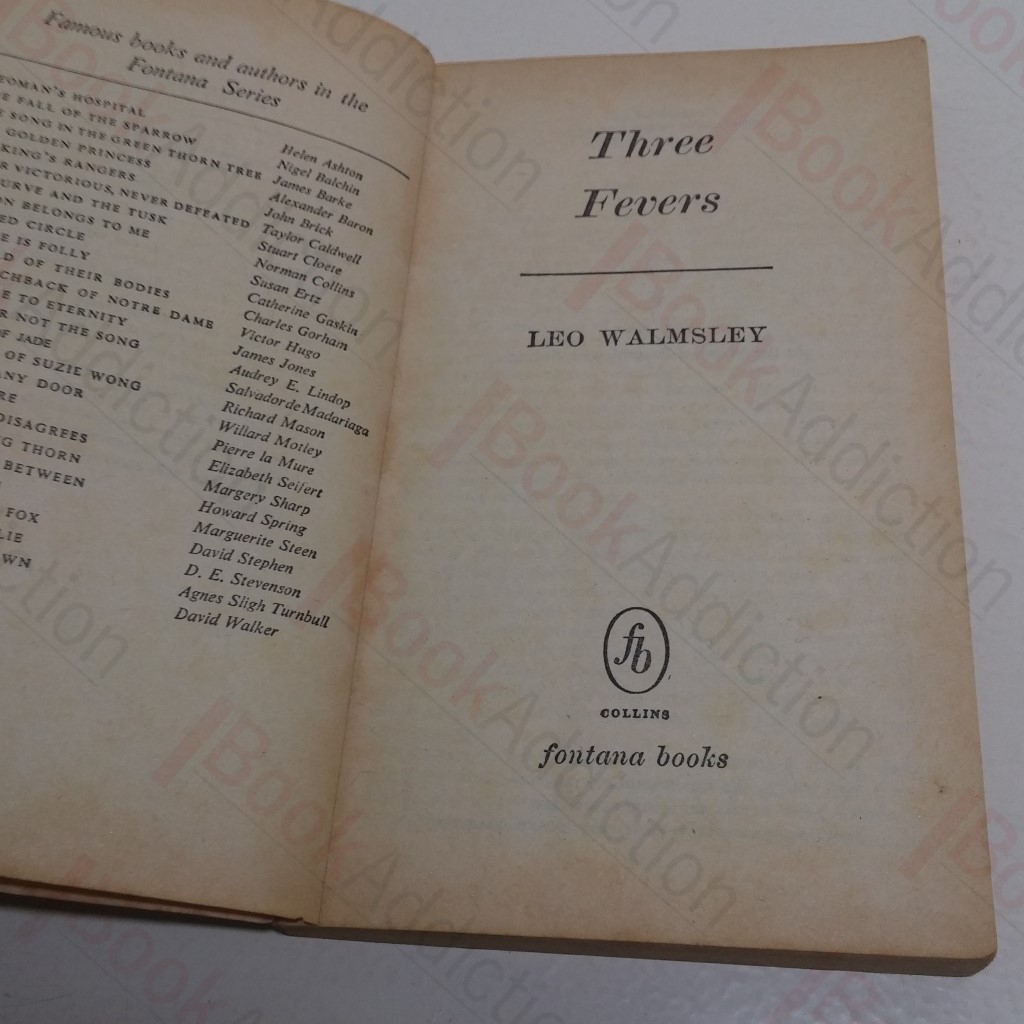 Famous books and authors in the
Fontana Series
HOSPITAL Helen Ashton
FALL OF THE SPARROW Nigel Balchin
SONG IN THE GREEN THORN TREE James Barke
GOLDEN PRINCESS Alexander Baron
KING'S RANGERS John Brick
VICTORIOUS, NEVER DEFEATED Taylor Caldwell
AND THE TUSK Stuart Cloete
BELONGS TO ME Norman Collins
CIRCLE Susan Ertz
IS FOLLY Catherine Gaskin
OF THEIR BODIES Charles Gorham
OF NOTRE DAME Victor Hugo
TO ETERNITY James Jones
NOT THE SONG Audrey E. Lindop
OF JADE Salvador de Madariaga
OF SUZIE WONG Richard Mason
ANY DOOR Willard Motley
Pierre la Mure
DISAGREES Elizabeth Seifert
THORN Margery Sharp
BETWEEN Howard Spring
Marguerite Steen
FOX David Stephen
D. E. Stevenson
Agnes Sligh Turnbull
David Walker
Three
Fevers
LEO WALMSLEY
fb
COLLINS
fontana books
BookAddiction